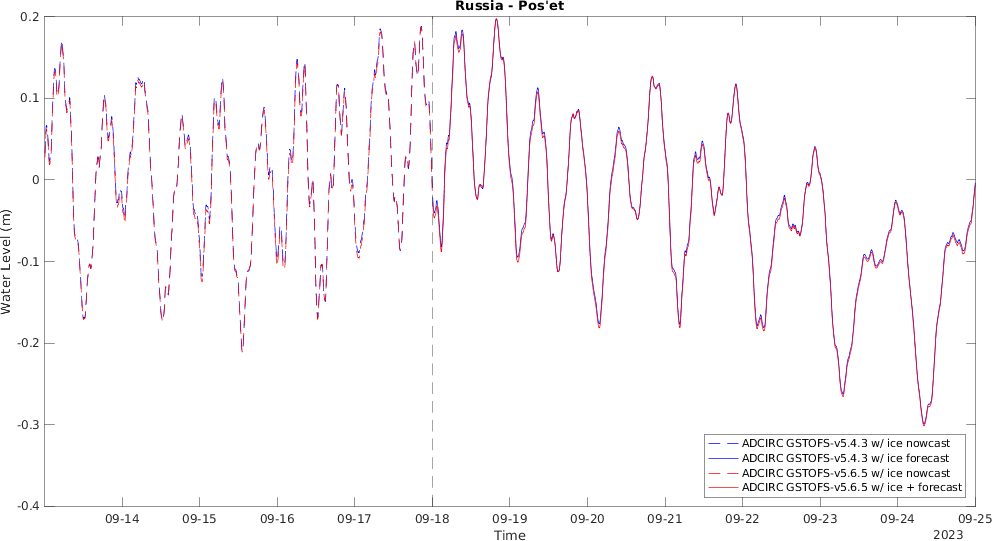 Russia - Pos'et
0.2
0.1
0
-0.1
-0.2
-0.3
-0.4
Water Level (m)
ADCIRC GSTOFS-v5.4.3 w/ ice nowcast
ADCIRC GSTOFS-v5.4.3 w/ ice forecast
ADCIRC GSTOFS-v5.6.5 w/ ice nowcast
ADCIRC GSTOFS-v5.6.5 w/ ice + forecast
09-14 09-15 09-16 09-17 09-18 09-19 09-20 09-21 09-22 09-23 09-24 09-25
Time
2023